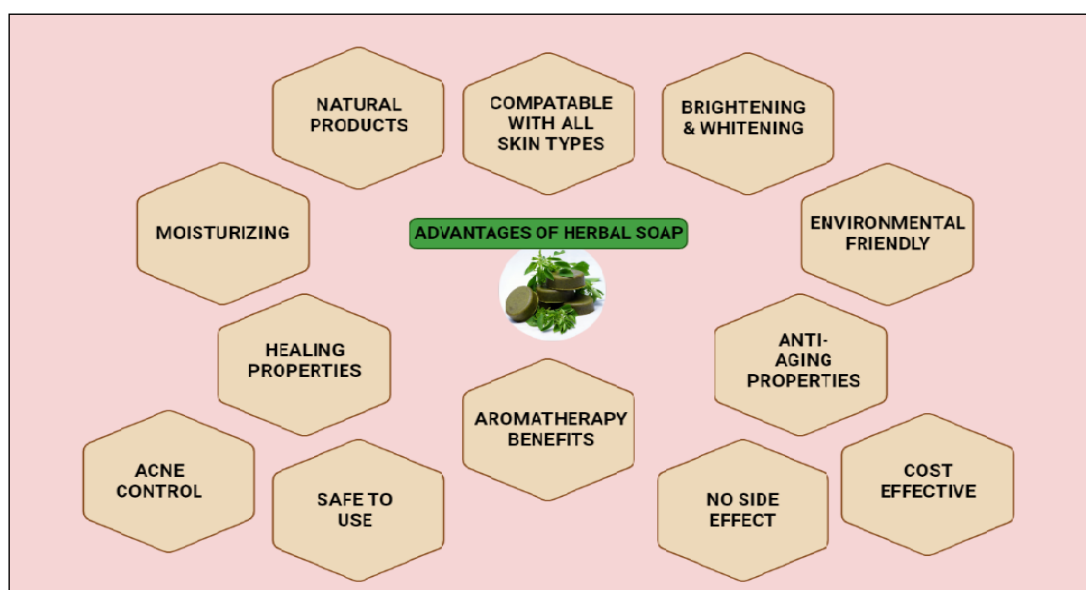 NATURAL
PRODUCTS
COMPATABLE
WITH ALL
SKIN TYPES
BRIGHTENING
& WHITENING
MOISTURIZING
ADVANTAGES OF HERBAL SOAP
ENVIRONMENTAL
FRIENDLY
HEALING
PROPERTIES
ANTI-
AGING
PROPERTIES
AROMATHERAPY
BENEFITS
ACNE
CONTROL
SAFE TO
USE
NO SIDE
EFFECT
COST
EFFECTIVE